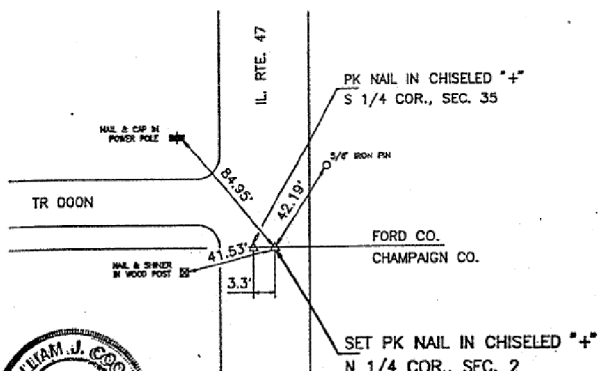 IL. RTE. 47
PK NAIL IN CHISELED "+"
S 1/4 COR., SEC. 35
NAIL & CAP IN
POWER POLE
5/8" IRON PIN
84.95'
42.19'
TR 000N
FORD CO.
CHAMPAIGN CO.
41.53'
NAIL & SHINER
IN WOOD POST
3.3'
SET PK NAIL IN CHISELED "+"
N 1/4 COR., SEC. 2
J. COO